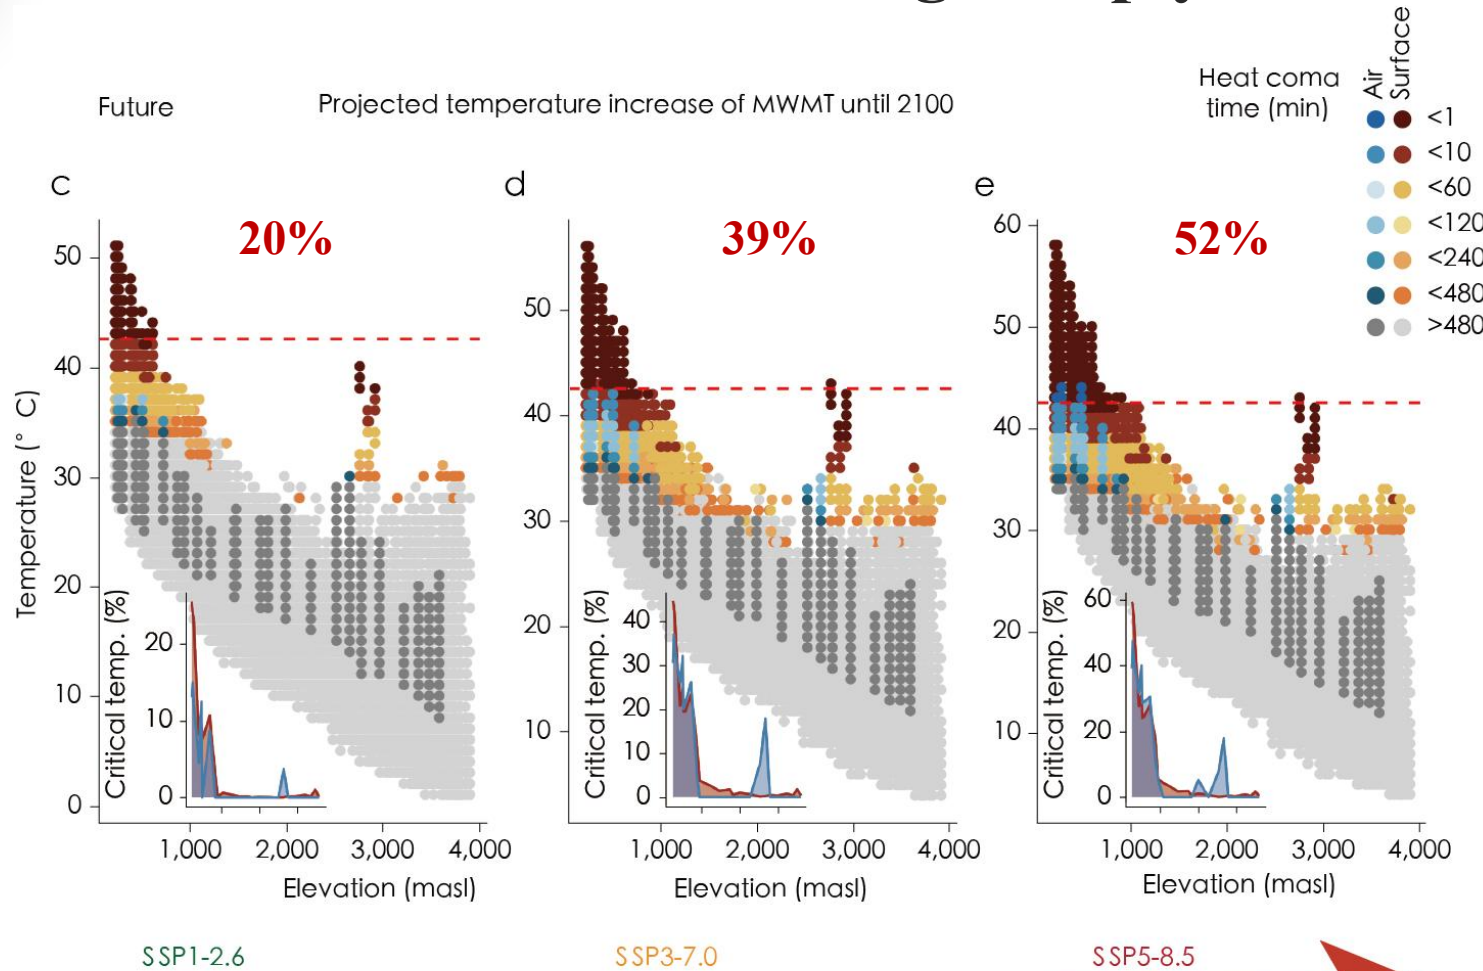 Future
Projected temperature increase of MWMT until 2100
Heat coma
time (min)
Air
Surface
<1
<10
<60
<120
<240
<480
>480
c
20%
50
40
30
20
10
0
Temperature (° C)
Critical temp. (%)
20
10
0
1,000 2,000 3,000 4,000
Elevation (masl)
SSP1-2.6
d
39%
50
40
30
20
10
Critical temp. (%)
40
30
20
10
0
1,000 2,000 3,000 4,000
Elevation (masl)
SSP3-7.0
e
52%
60
50
40
30
20
10
Critical temp. (%)
60
40
20
0
1,000 2,000 3,000 4,000
Elevation (masl)
SSP5-8.5